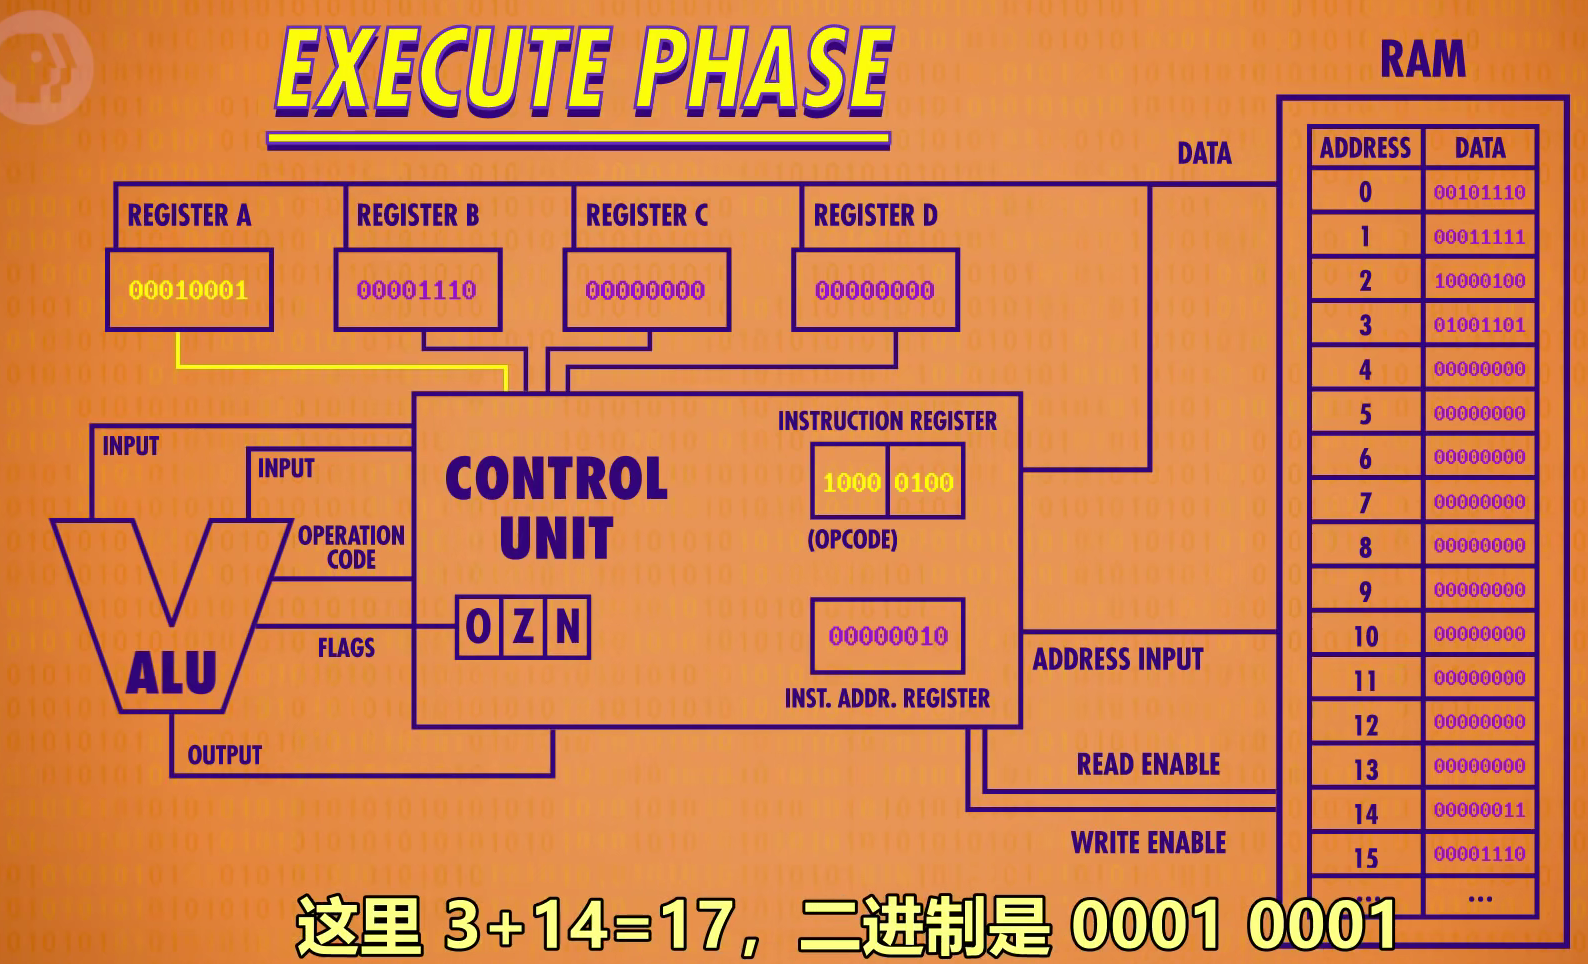 EXECUTE PHASE
RAM
DATA
ADDRESS DATA
0 00101110
1 00011111
2 10000100
3 01001101
4 00000000
5 00000000
6 00000000
7 00000000
8 00000000
9 00000000
10 00000000
11 00000000
12 00000000
13 00000000
14 00000011
15 00001110
... ...
REGISTER A
00010001
REGISTER B
00001110
REGISTER C
00000000
REGISTER D
00000000
INPUT
INPUT
OPERATION
CODE
FLAGS
ALU
OUTPUT
CONTROL
UNIT
O Z N
INSTRUCTION REGISTER
1000 0100
(OPCODE)
00000010
INST. ADDR. REGISTER
ADDRESS INPUT
READ ENABLE
WRITE ENABLE
这里 3+14=17，二进制是 0001 0001